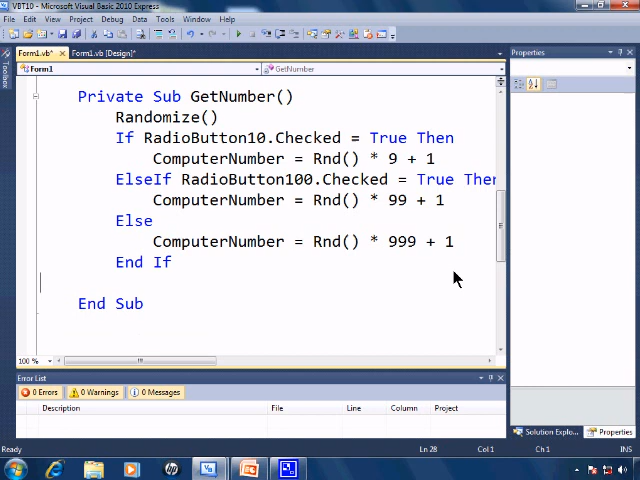 VBT10 - Microsoft Visual Basic 2010 Express
File Edit View Project Debug Data Tools Window Help
Form1.vb* Form1.vb [Design]*
Properties
Toolbox
Form1 GetNumber
Private Sub GetNumber()
Randomize()
If RadioButton10.Checked = True Then
ComputerNumber = Rnd() * 9 + 1
ElseIf RadioButton100.Checked = True Then
ComputerNumber = Rnd() * 99 + 1
Else
ComputerNumber = Rnd() * 999 + 1
End If
End Sub
100 %
Error List
0 Errors 0 Warnings 0 Messages
Description File Line Column Project
Solution Explo... Properties
Ready Ln 28 Col 1 Ch 1 INS